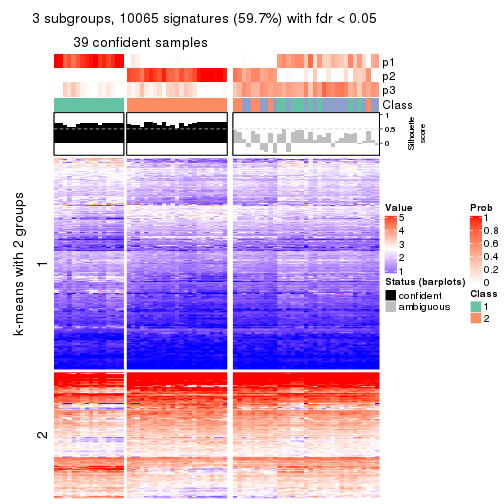 3 subgroups, 10065 signatures (59.7%) with fdr < 0.05
39 confident samples
p1
p2
p3
Class
1
0.5
0
Silhouette
score
k-means with 2 groups
1
2
Value
5
4
3
2
1
Status (barplots)
confident
ambiguous
Prob
1
0.8
0.6
0.4
0.2
0
Class
1
2